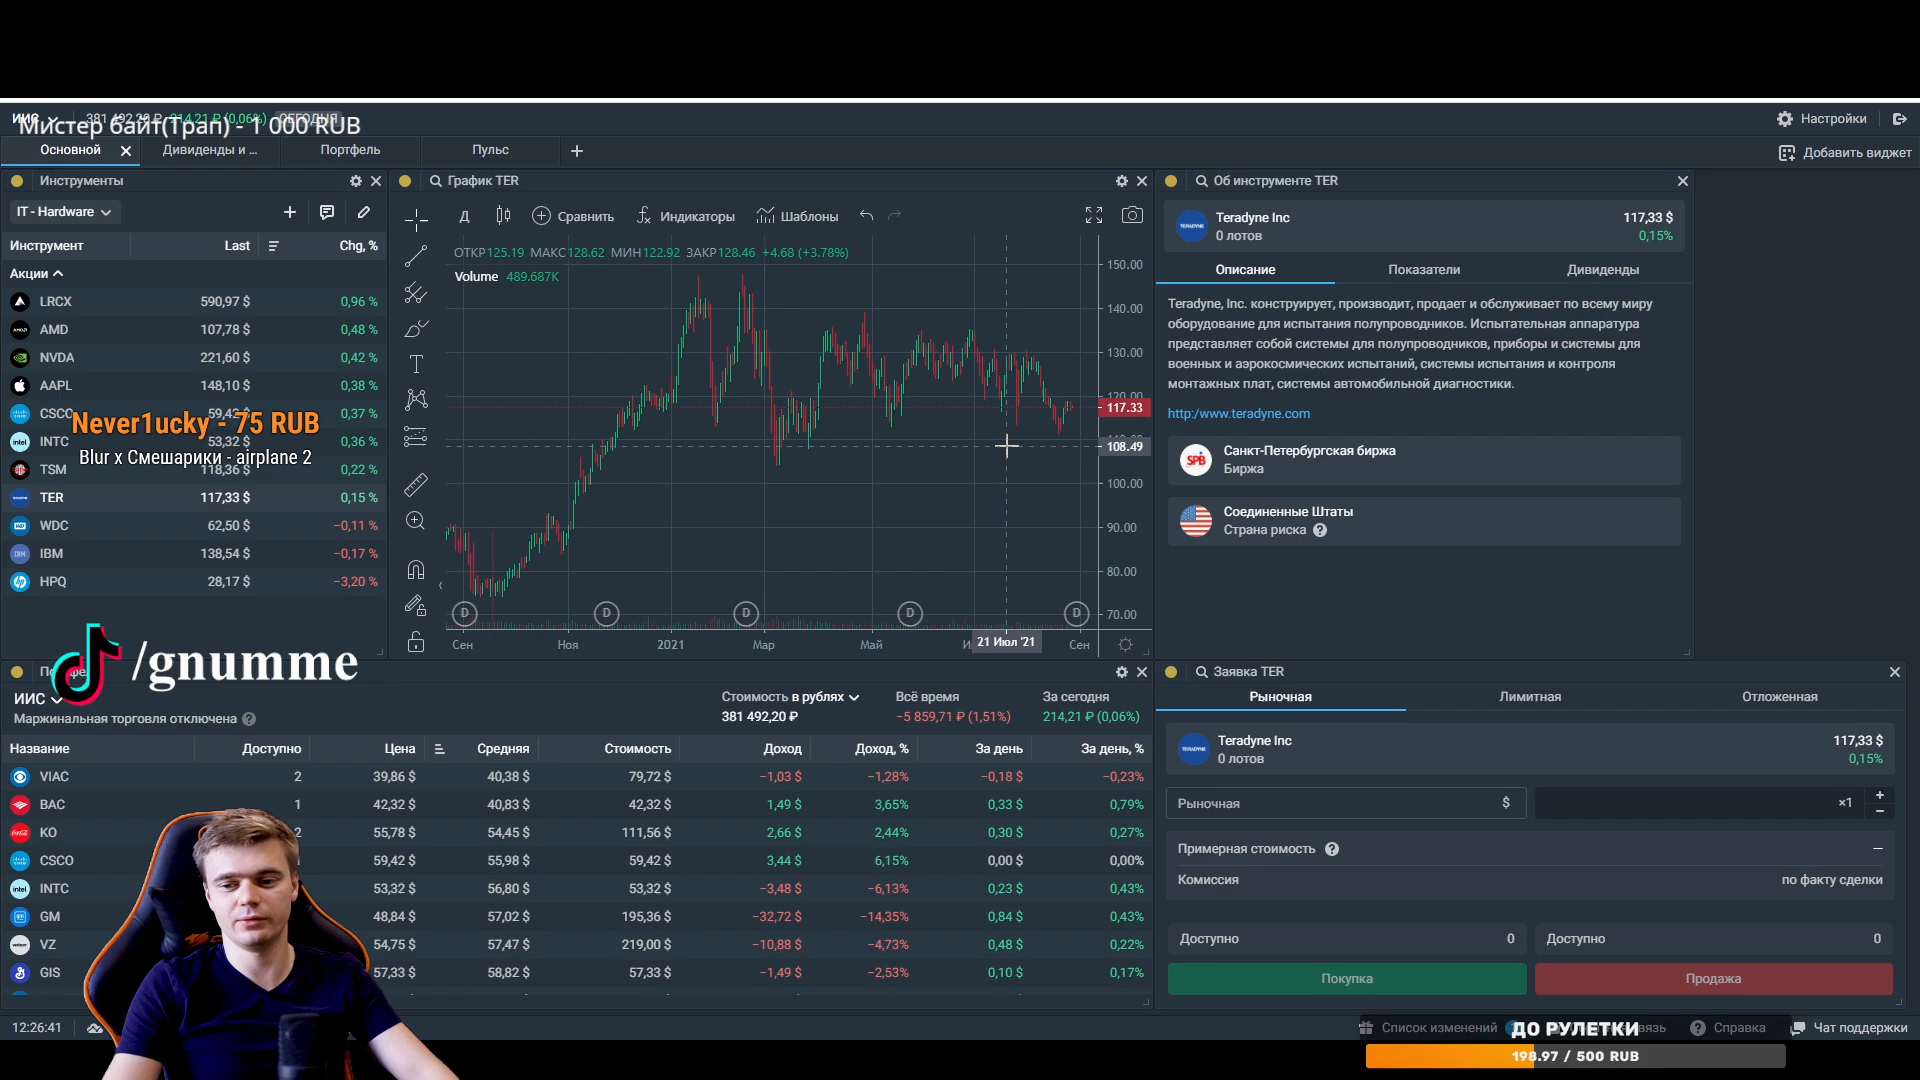 ИИС 381 492,20 ₽ 214,21 ₽ (0,06%) СЕГОДНЯ
Мистер байт(Трап) - 1 000 RUB
Настройки
Основной
Дивиденды и ...
Портфель
Пульс
Добавить виджет
Инструменты
IT - Hardware
Инструмент Last Chg, %
Акции
LRCX 590,97 $ 0,96 %
AMD 107,78 $ 0,48 %
NVDA 221,60 $ 0,42 %
AAPL 148,10 $ 0,38 %
CSCO 59,42 $ 0,37 %
Never1ucky - 75 RUB
INTC 53,32 $ 0,36 %
Blur x Смешарики - airplane 2
TSM 118,36 $ 0,22 %
TER 117,33 $ 0,15 %
WDC 62,50 $ −0,11 %
IBM 138,54 $ −0,17 %
HPQ 28,17 $ −3,20 %
/gnumme
График TER
Д
Сравнить
Индикаторы
Шаблоны
ОТКР125.19 МАКС128.62 МИН122.92 ЗАКР128.46 +4.68 (+3.78%)
Volume 489.687K
150.00
140.00
130.00
120.00
117.33
108.49
100.00
90.00
80.00
70.00
D D D D D
Сен Ноя 2021 Мар Май 21 Июл '21 Сен
Об инструменте TER
Teradyne Inc 117,33 $
0 лотов 0,15%
Описание Показатели Дивиденды
Teradyne, Inc. конструирует, производит, продает и обслуживает по всему миру
оборудование для испытания полупроводников. Испытательная аппаратура
представляет собой системы для полупроводников, приборы и системы для
военных и аэрокосмических испытаний, системы испытания и контроля
монтажных плат, системы автомобильной диагностики.
http:/www.teradyne.com
SPB
Санкт-Петербургская биржа
Биржа
Соединенные Штаты
Страна риска
ИИС
Маржинальная торговля отключена
Стоимость в рублях Всё время За сегодня
381 492,20 ₽ −5 859,71 ₽ (1,51%) 214,21 ₽ (0,06%)
Название Доступно Цена Средняя Стоимость Доход Доход, % За день За день, %
VIAC 2 39,86 $ 40,38 $ 79,72 $ −1,03 $ −1,28% −0,18 $ −0,23%
BAC 1 42,32 $ 40,83 $ 42,32 $ 1,49 $ 3,65% 0,33 $ 0,79%
KO 2 55,78 $ 54,45 $ 111,56 $ 2,66 $ 2,44% 0,30 $ 0,27%
CSCO 59,42 $ 55,98 $ 59,42 $ 3,44 $ 6,15% 0,00 $ 0,00%
INTC 53,32 $ 56,80 $ 53,32 $ −3,48 $ −6,13% 0,23 $ 0,43%
GM 48,84 $ 57,02 $ 195,36 $ −32,72 $ −14,35% 0,84 $ 0,43%
VZ 54,75 $ 57,47 $ 219,00 $ −10,88 $ −4,73% 0,48 $ 0,22%
GIS 57,33 $ 58,82 $ 57,33 $ −1,49 $ −2,53% 0,10 $ 0,17%
Заявка TER
Рыночная Лимитная Отложенная
Teradyne Inc 117,33 $
0 лотов 0,15%
Рыночная $ ×1
Примерная стоимость –
Комиссия по факту сделки
Доступно 0 Доступно 0
Покупка Продажа
12:26:41
Список изменений
ДО РУЛЕТКИ
Справка
Чат поддержки
198.97 / 500 RUB